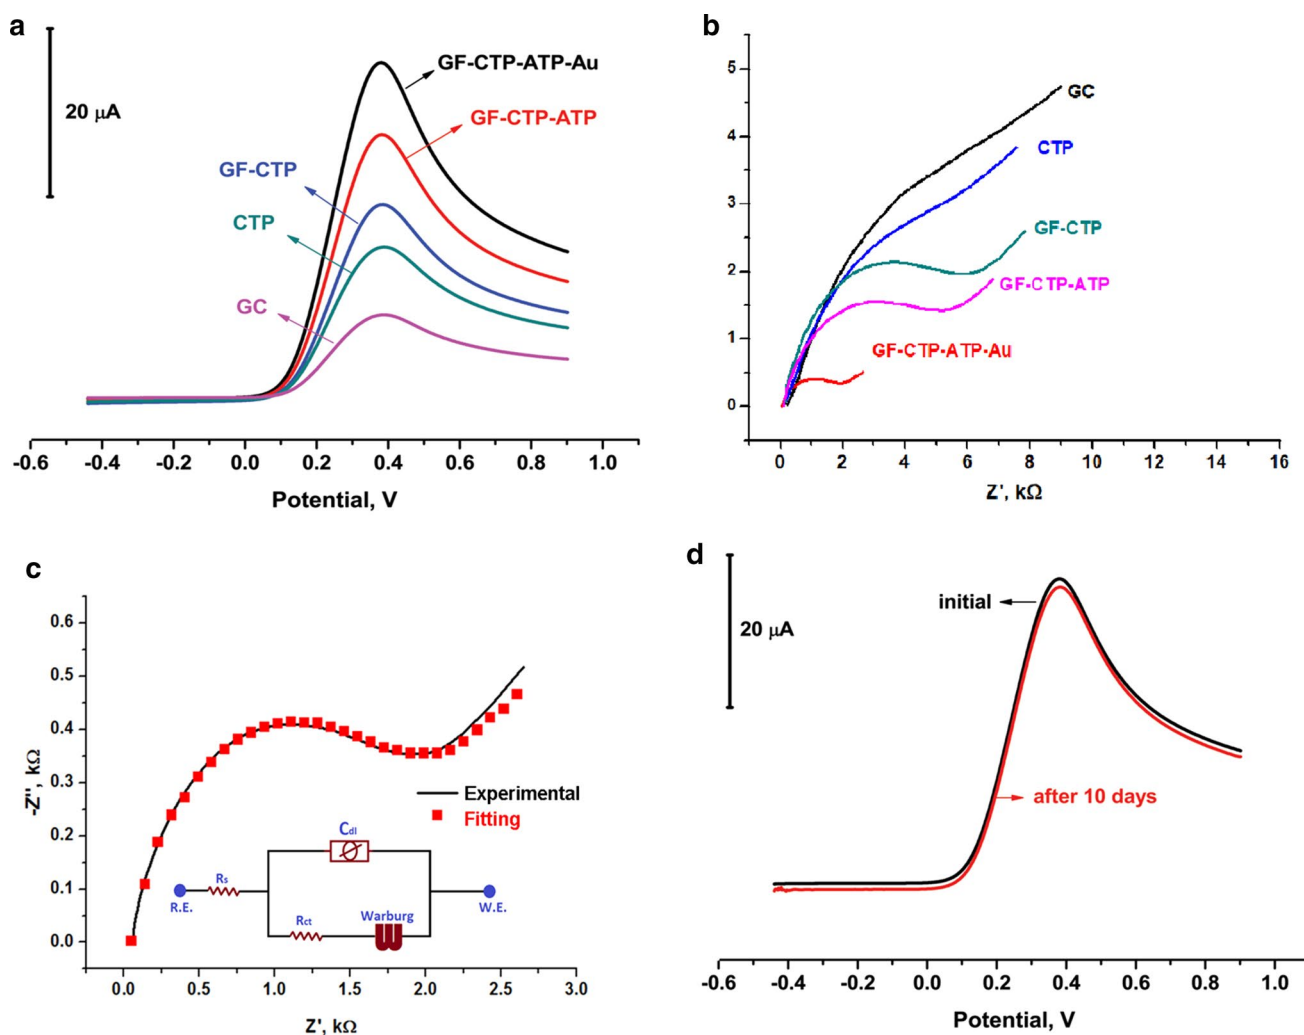 a
20 μA
GF-CTP-ATP-Au
GF-CTP-ATP
GF-CTP
CTP
GC
-0.6 -0.4 -0.2 0.0 0.2 0.4 0.6 0.8 1.0
Potential, V
b
5
4
3
2
1
0
GC
CTP
GF-CTP
GF-CTP-ATP
GF-CTP-ATP-Au
0 2 4 6 8 10 12 14 16
Z', kΩ
c
-Z'', kΩ
0.6
0.5
0.4
0.3
0.2
0.1
0.0
Experimental
Fitting
Cdl
Rs
R.E.
Rct
Warburg
W.E.
0.0 0.5 1.0 1.5 2.0 2.5 3.0
Z', kΩ
d
20 μA
initial
after 10 days
-0.6 -0.4 -0.2 0.0 0.2 0.4 0.6 0.8 1.0
Potential, V